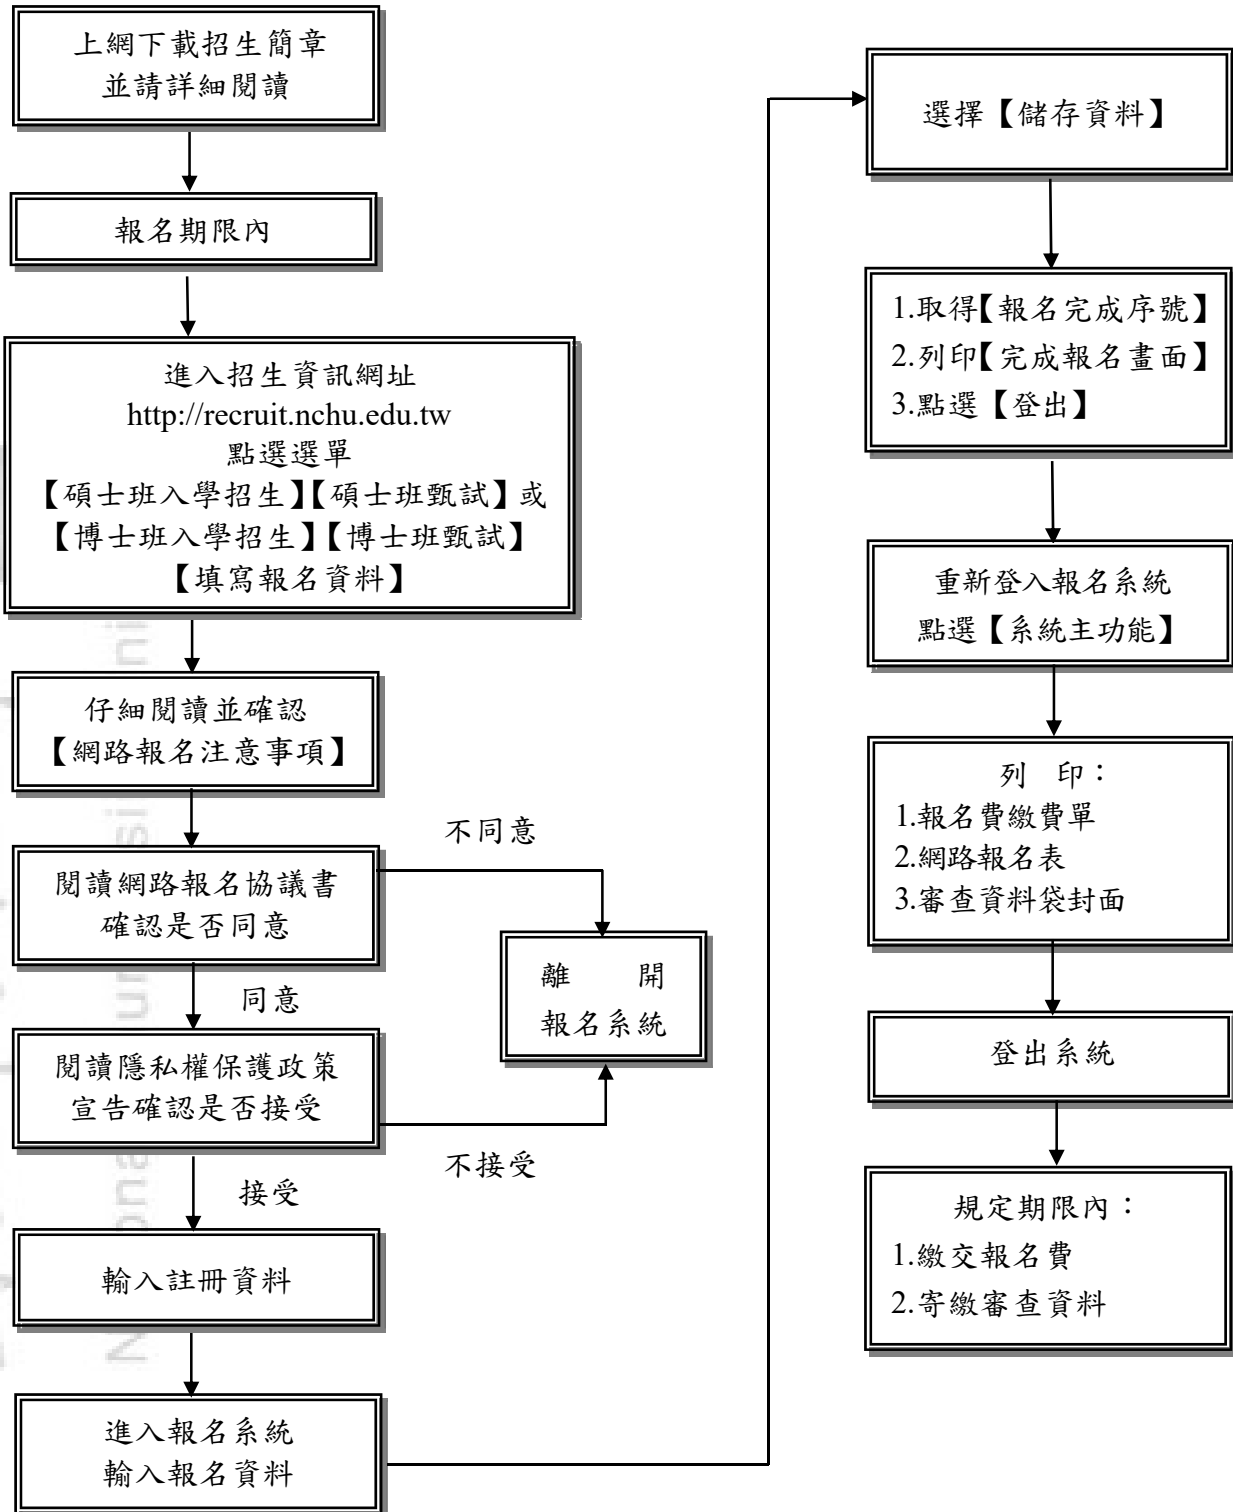 上網下載招生簡章
並請詳細閱讀
報名期限內
進入招生資訊網址
http://recruit.nchu.edu.tw
點選選單
【碩士班入學招生】【碩士班甄試】或
【博士班入學招生】【博士班甄試】
【填寫報名資料】
仔細閱讀並確認
【網路報名注意事項】
閱讀網路報名協議書
確認是否同意
不同意
同意
離　　開
報名系統
閱讀隱私權保護政策
宣告確認是否接受
不接受
接受
輸入註冊資料
進入報名系統
輸入報名資料
選擇【儲存資料】
1.取得【報名完成序號】
2.列印【完成報名畫面】
3.點選【登出】
重新登入報名系統
點選【系統主功能】
列　印：
1.報名費繳費單
2.網路報名表
3.審查資料袋封面
登出系統
規定期限內：
1.繳交報名費
2.寄繳審查資料